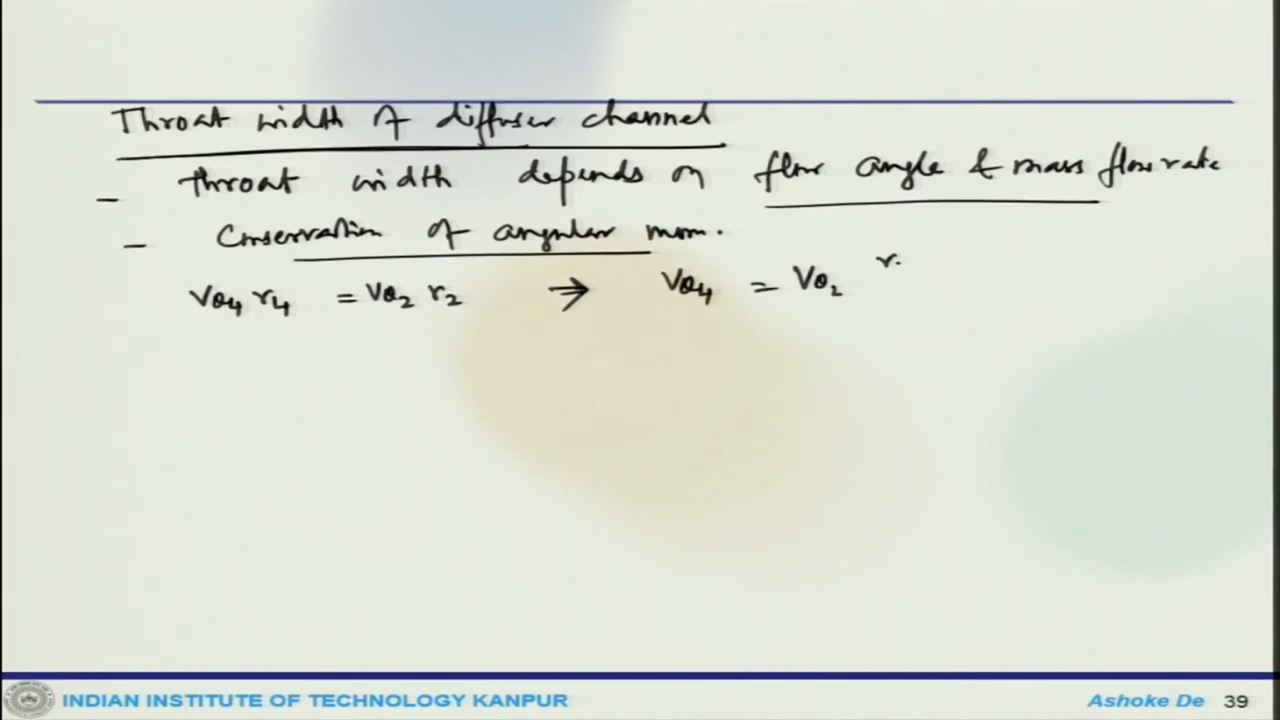 Throat width of diffuser channel
- Throat width depends on flow angle & mass flow rate
- Conservation of angular mom.
Vθ₄ r₄ = Vθ₂ r₂ → Vθ₄ = Vθ₂ r.
INDIAN INSTITUTE OF TECHNOLOGY KANPUR
Ashoke De 39